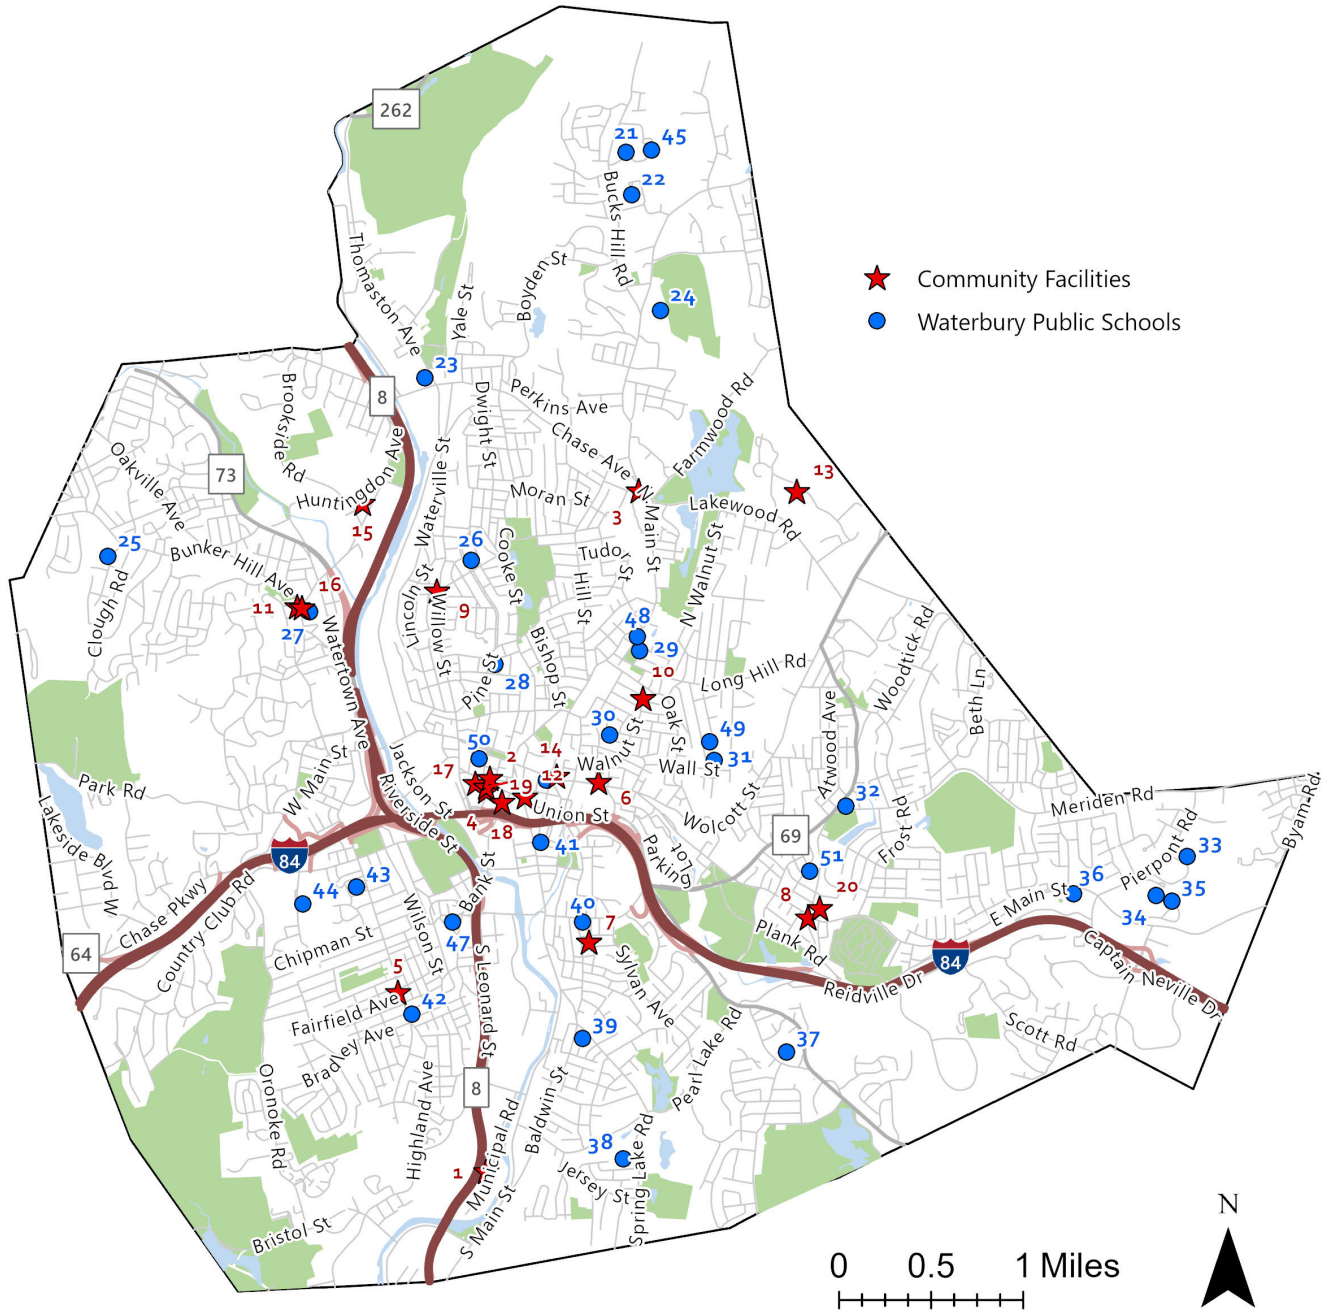 262
21
45
22
Bucks Hill Rd
Thomaston Ave
Yale St
Boyden St
24
Community Facilities
Waterbury Public Schools
23
8
Brookside Rd
Dwight St
Perkins Ave
Chase Ave
Farmwood Rd
73
Oakville Ave
Huntingdon Ave
15
Waterville St
Moran St
3
N Main St
Lakewood Rd
13
25
Bunker Hill Ave
16
11
27
Clough Rd
26
Cooke St
Tudor St
Hill St
N Walnut St
Lincoln St
Willow St
9
48
29
Watertown Ave
Bishop St
Pine St
28
10
Long Hill Rd
Woodtick Rd
Beth Ln
Oak St
Atwood Ave
30
49
31
Wall St
Walnut St
50
2
14
17
19
12
6
4
18
Union St
W Main St
Jackson St
Riverside St
Park Rd
Lakeside Blvd W
Wolcott St
32
69
Frost Rd
Meriden Rd
Byam Rd
Pierpont Rd
33
84
41
Parking Lot
51
43
44
Chase Pkwy
Country Club Rd
Bank St
Wilson St
47
40
7
8
20
Plank Rd
E Main St
36
34
35
64
Chipman St
S Leonard St
Sylvan Ave
84
Reidville Dr
Captain Neville Dr
5
Fairfield Ave
42
Bradley Ave
39
Pearl Lake Rd
37
Scott Rd
Oronoke Rd
Highland Ave
8
Baldwin St
38
Jersey St
Spring Lake Rd
1
Municipal Rd
S Main St
Bristol St
N
0 0.5 1 Miles